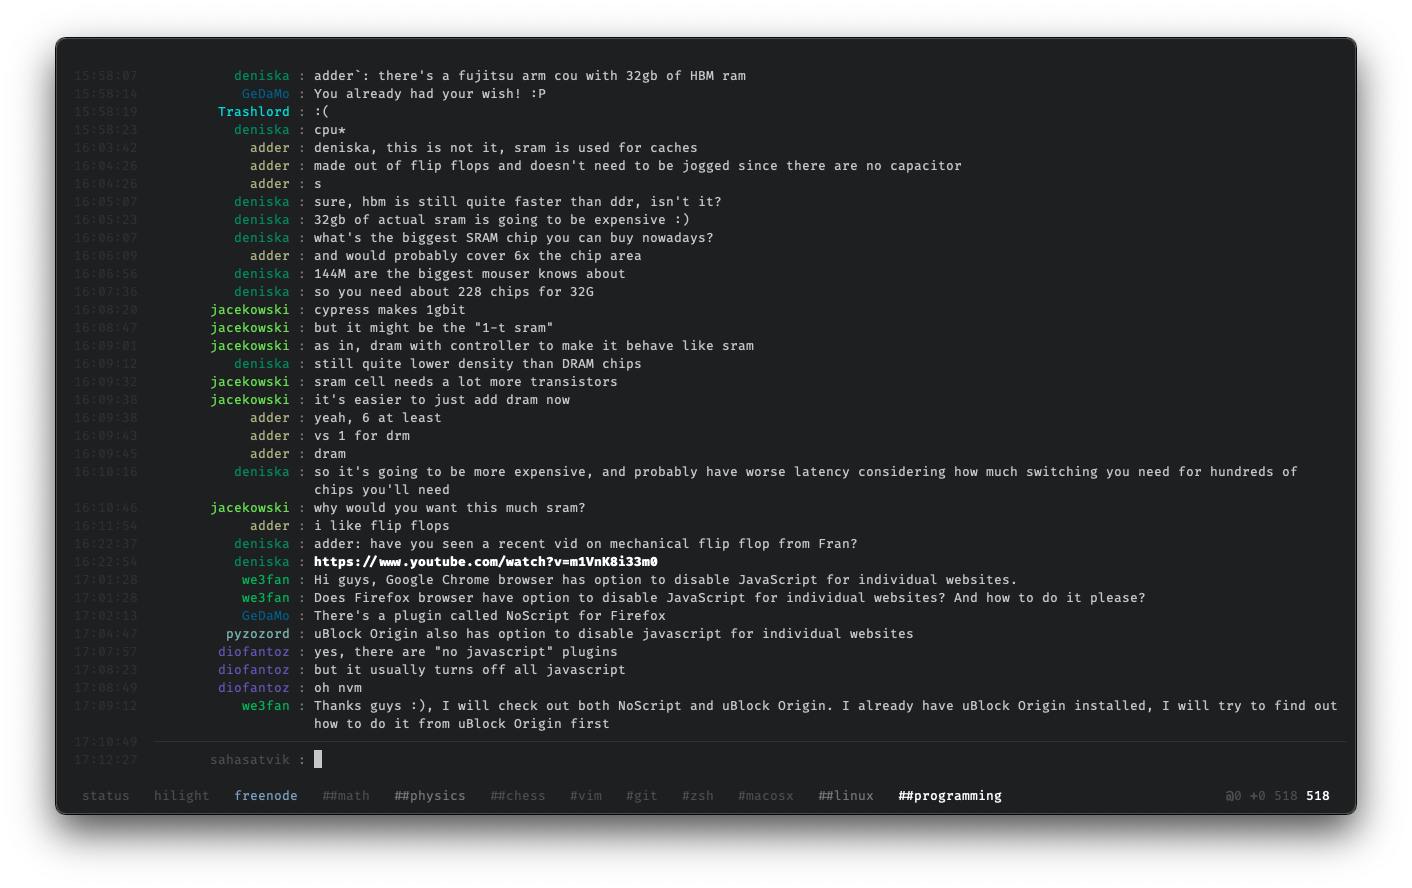 15:58:07 deniska : adder`: there's a fujitsu arm cou with 32gb of HBM ram
15:58:14 GeDaMo : You already had your wish! :P
15:58:19 Trashlord : :(
15:58:23 deniska : cpu*
16:03:42 adder : deniska, this is not it, sram is used for caches
16:04:26 adder : made out of flip flops and doesn't need to be jogged since there are no capacitor
16:04:26 adder : s
16:05:07 deniska : sure, hbm is still quite faster than ddr, isn't it?
16:05:23 deniska : 32gb of actual sram is going to be expensive :)
16:06:07 deniska : what's the biggest SRAM chip you can buy nowadays?
16:06:09 adder : and would probably cover 6x the chip area
16:06:56 deniska : 144M are the biggest mouser knows about
16:07:36 deniska : so you need about 228 chips for 32G
16:08:20 jacekowski : cypress makes 1gbit
16:08:47 jacekowski : but it might be the "1-t sram"
16:09:01 jacekowski : as in, dram with controller to make it behave like sram
16:09:12 deniska : still quite lower density than DRAM chips
16:09:32 jacekowski : sram cell needs a lot more transistors
16:09:38 jacekowski : it's easier to just add dram now
16:09:38 adder : yeah, 6 at least
16:09:43 adder : vs 1 for drm
16:09:45 adder : dram
16:10:16 deniska : so it's going to be more expensive, and probably have worse latency considering how much switching you need for hundreds of
chips you'll need
16:10:46 jacekowski : why would you want this much sram?
16:11:54 adder : i like flip flops
16:22:37 deniska : adder: have you seen a recent vid on mechanical flip flop from Fran?
16:22:54 deniska : https://www.youtube.com/watch?v=m1VnK8i33m0
17:01:28 we3fan : Hi guys, Google Chrome browser has option to disable JavaScript for individual websites.
17:01:28 we3fan : Does Firefox browser have option to disable JavaScript for individual websites? And how to do it please?
17:02:13 GeDaMo : There's a plugin called NoScript for Firefox
17:04:47 pyzozord : uBlock Origin also has option to disable javascript for individual websites
17:07:57 diofantoz : yes, there are "no javascript" plugins
17:08:23 diofantoz : but it usually turns off all javascript
17:08:49 diofantoz : oh nvm
17:09:12 we3fan : Thanks guys :), I will check out both NoScript and uBlock Origin. I already have uBlock Origin installed, I will try to find out
how to do it from uBlock Origin first
17:10:49
17:12:27 sahasatvik :
status hilight freenode ##math ##physics ##chess #vim #git #zsh #macosx ##linux ##programming @0 +0 518 518